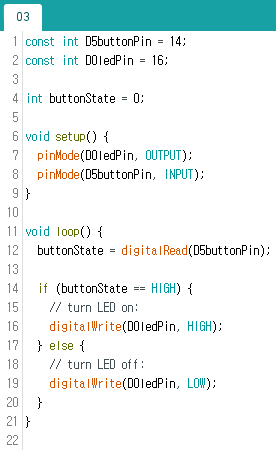 03
1 const int D5buttonPin = 14;
2 const int D0ledPin = 16;
3
4 int buttonState = 0;
5
6 void setup() {
7   pinMode(D0ledPin, OUTPUT);
8   pinMode(D5buttonPin, INPUT);
9 }
10
11 void loop() {
12   buttonState = digitalRead(D5buttonPin);
13
14   if (buttonState == HIGH) {
15     // turn LED on:
16     digitalWrite(D0ledPin, HIGH);
17   } else {
18     // turn LED off:
19     digitalWrite(D0ledPin, LOW);
20   }
21 }
22